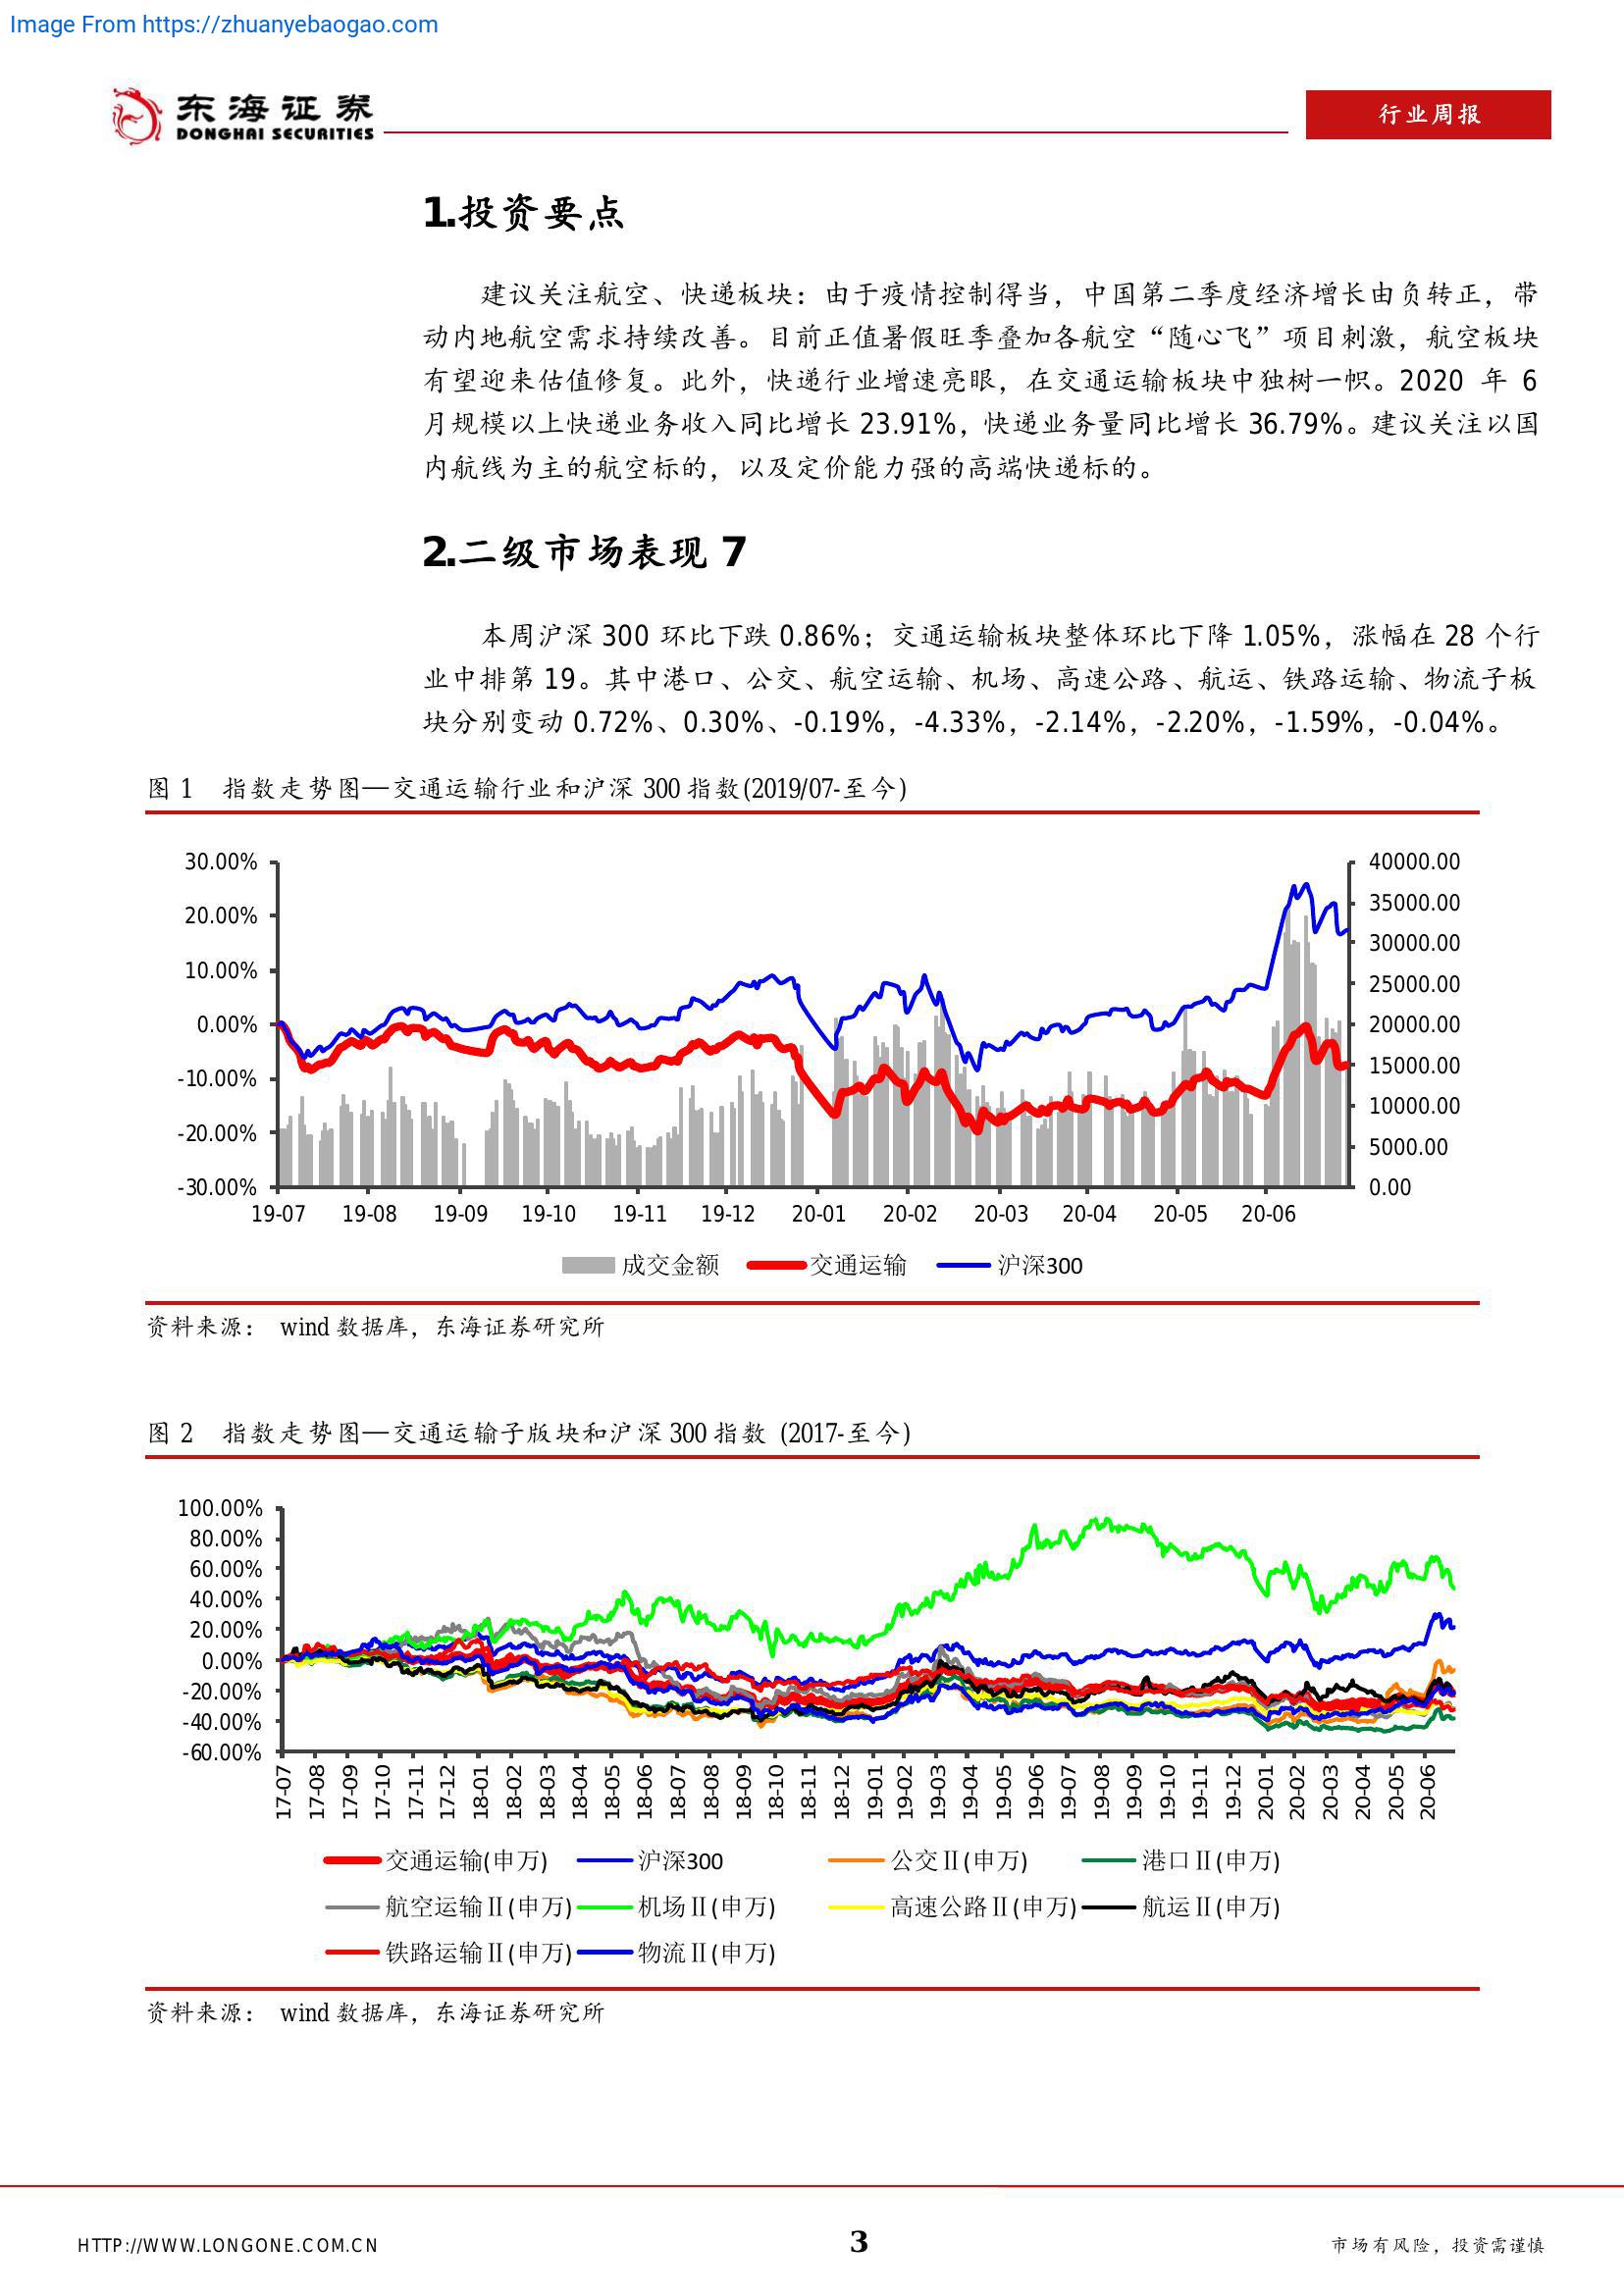 Image From https://zhuanyebaogao.com
东海证券
DONGHAI SECURITIES
行业周报
1.投资要点
建议关注航空、快递板块：由于疫情控制得当，中国第二季度经济增长由负转正，带
动内地航空需求持续改善。目前正值暑假旺季叠加各航空“随心飞”项目刺激，航空板块
有望迎来估值修复。此外，快递行业增速亮眼，在交通运输板块中独树一帜。2020 年 6
月规模以上快递业务收入同比增长 23.91%，快递业务量同比增长 36.79%。建议关注以国
内航线为主的航空标的，以及定价能力强的高端快递标的。
2.二级市场表现 7
本周沪深 300 环比下跌 0.86%；交通运输板块整体环比下降 1.05%，涨幅在 28 个行
业中排第 19。其中港口、公交、航空运输、机场、高速公路、航运、铁路运输、物流子板
块分别变动 0.72%、0.30%、-0.19%，-4.33%，-2.14%，-2.20%，-1.59%，-0.04%。
图 1 指数走势图—交通运输行业和沪深 300 指数(2019/07-至今)
30.00%
20.00%
10.00%
0.00%
-10.00%
-20.00%
-30.00%
40000.00
35000.00
30000.00
25000.00
20000.00
15000.00
10000.00
5000.00
0.00
19-07 19-08 19-09 19-10 19-11 19-12 20-01 20-02 20-03 20-04 20-05 20-06
成交金额 交通运输 沪深300
资料来源： wind 数据库，东海证券研究所
图 2 指数走势图—交通运输子版块和沪深 300 指数 (2017-至今)
100.00%
80.00%
60.00%
40.00%
20.00%
0.00%
-20.00%
-40.00%
-60.00%
17-07 17-08 17-09 17-10 17-11 17-12 18-01 18-02 18-03 18-04 18-05 18-06 18-07 18-08 18-09 18-10 18-11 18-12 19-01 19-02 19-03 19-04 19-05 19-06 19-07 19-08 19-09 19-10 19-11 19-12 20-01 20-02 20-03 20-04 20-05 20-06
交通运输(申万) 沪深300 公交Ⅱ(申万) 港口Ⅱ(申万)
航空运输Ⅱ(申万) 机场Ⅱ(申万) 高速公路Ⅱ(申万) 航运Ⅱ(申万)
铁路运输Ⅱ(申万) 物流Ⅱ(申万)
资料来源： wind 数据库，东海证券研究所
HTTP://WWW.LONGONE.COM.CN
3
市场有风险，投资需谨慎